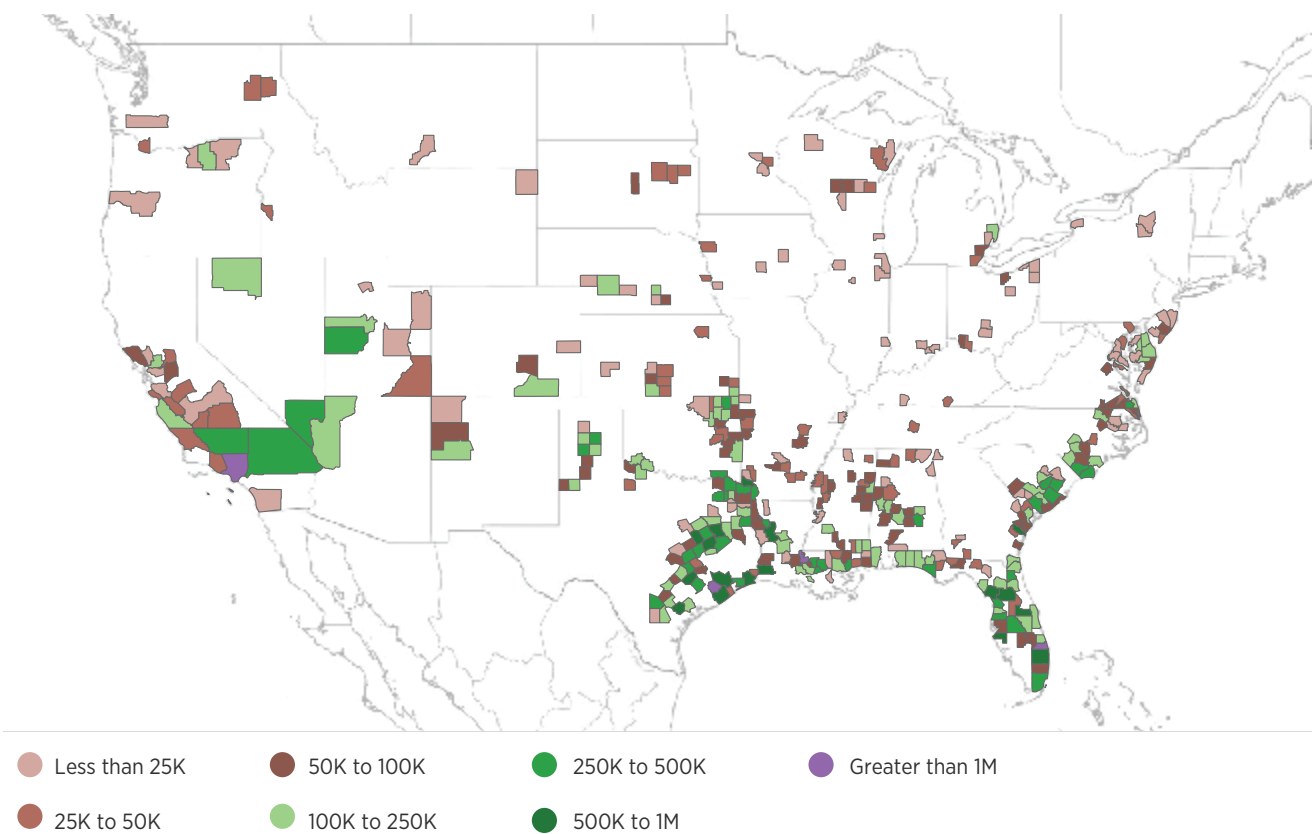 Less than 25K
50K to 100K
250K to 500K
Greater than 1M
25K to 50K
100K to 250K
500K to 1M